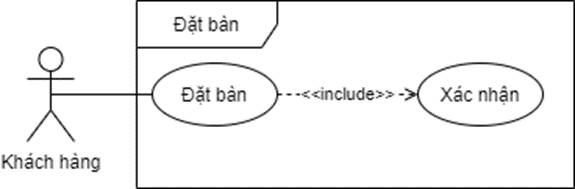 Đặt bàn
Đặt bàn
<<include>>
Xác nhận
Khách hàng